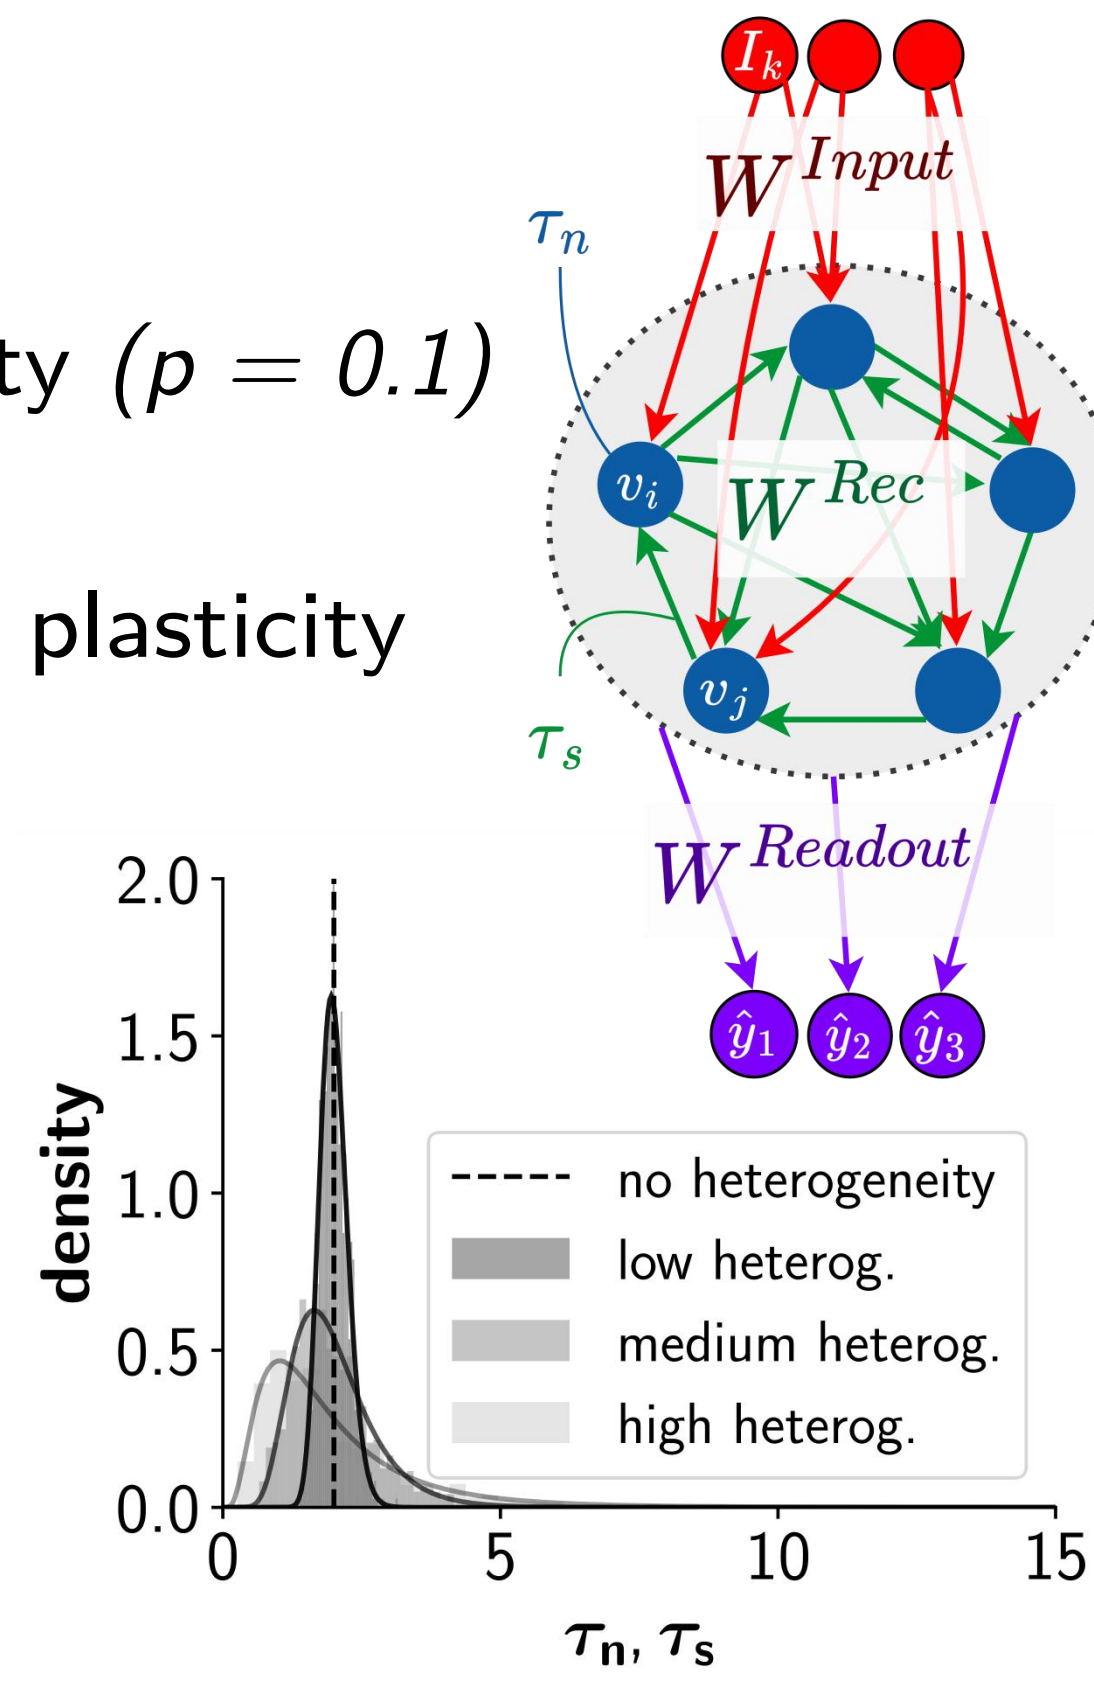 I_k
W^Input
τ_n
ty (p = 0.1)
v_i
W^Rec
plasticity
v_j
τ_s
W^Readout
ŷ_1 ŷ_2 ŷ_3
2.0
1.5
1.0
0.5
0.0
density
no heterogeneity
low heterog.
medium heterog.
high heterog.
0 5 10 15
τ_n, τ_s